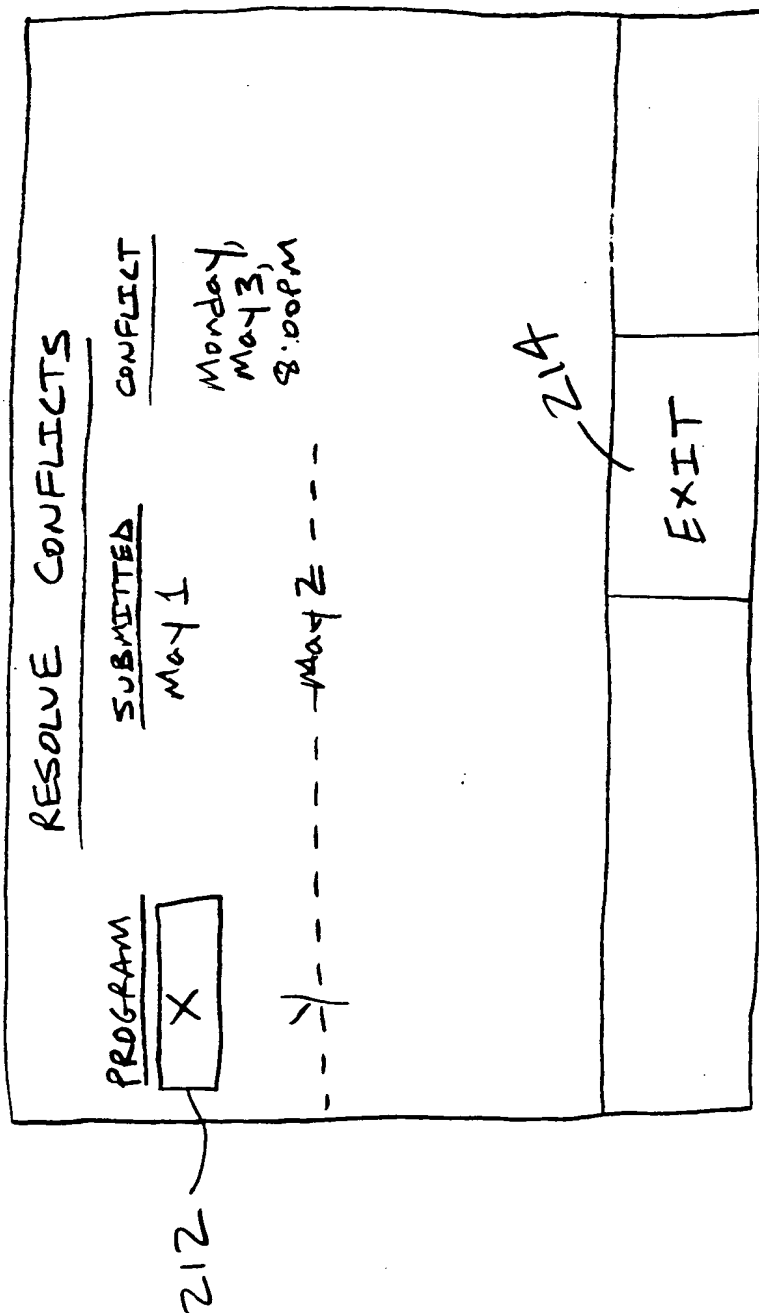 RESOLVE CONFLICTS
PROGRAM SUBMITTED CONFLICT
X May 1 Monday,
May 3,
8:00PM
Y May 2
EXIT
212
214